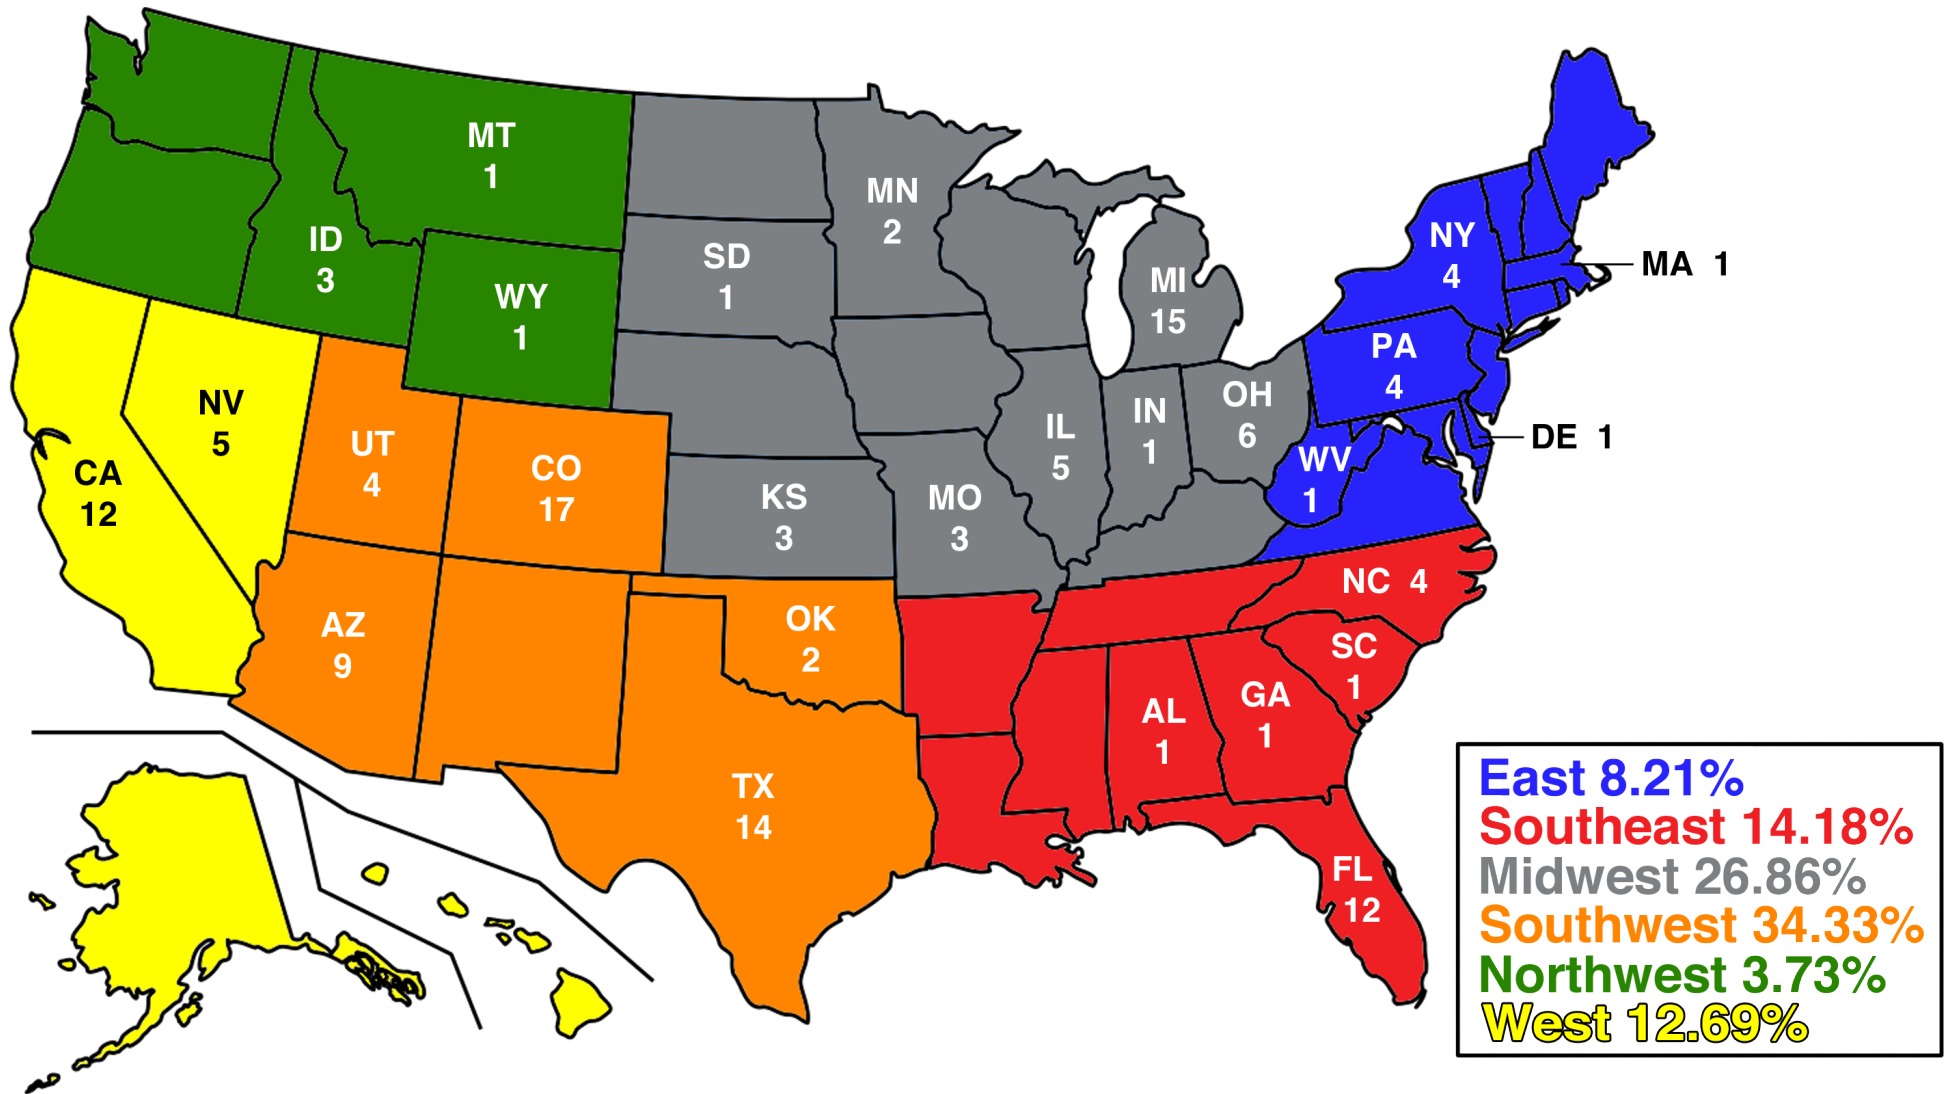 MT
1
MN
2
NY
4
ID
3
SD
1
MA 1
MI
15
WY
1
PA
4
NV
5
OH
6
IN
1
IL
5
UT
4
CO
17
DE 1
WV
1
CA
12
KS
3
MO
3
NC 4
AZ
9
OK
2
SC
1
GA
1
AL
1
TX
14
FL
12
East 8.21%
Southeast 14.18%
Midwest 26.86%
Southwest 34.33%
Northwest 3.73%
West 12.69%